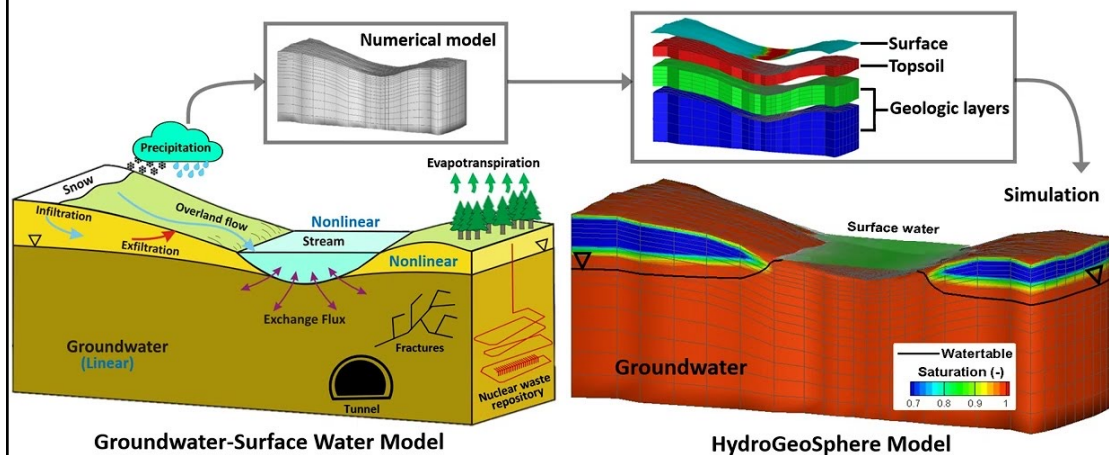 Numerical model
Surface
Topsoil
Geologic layers
Precipitation
Snow
Infiltration
Exfiltration
Overland flow
Nonlinear
Stream
Evapotranspiration
Nonlinear
Exchange Flux
Groundwater
(Linear)
Fractures
Tunnel
Nuclear waste
repository
Groundwater-Surface Water Model
Simulation
Surface water
Groundwater
Watertable
Saturation (-)
0.7 0.8 0.9 1
HydroGeoSphere Model